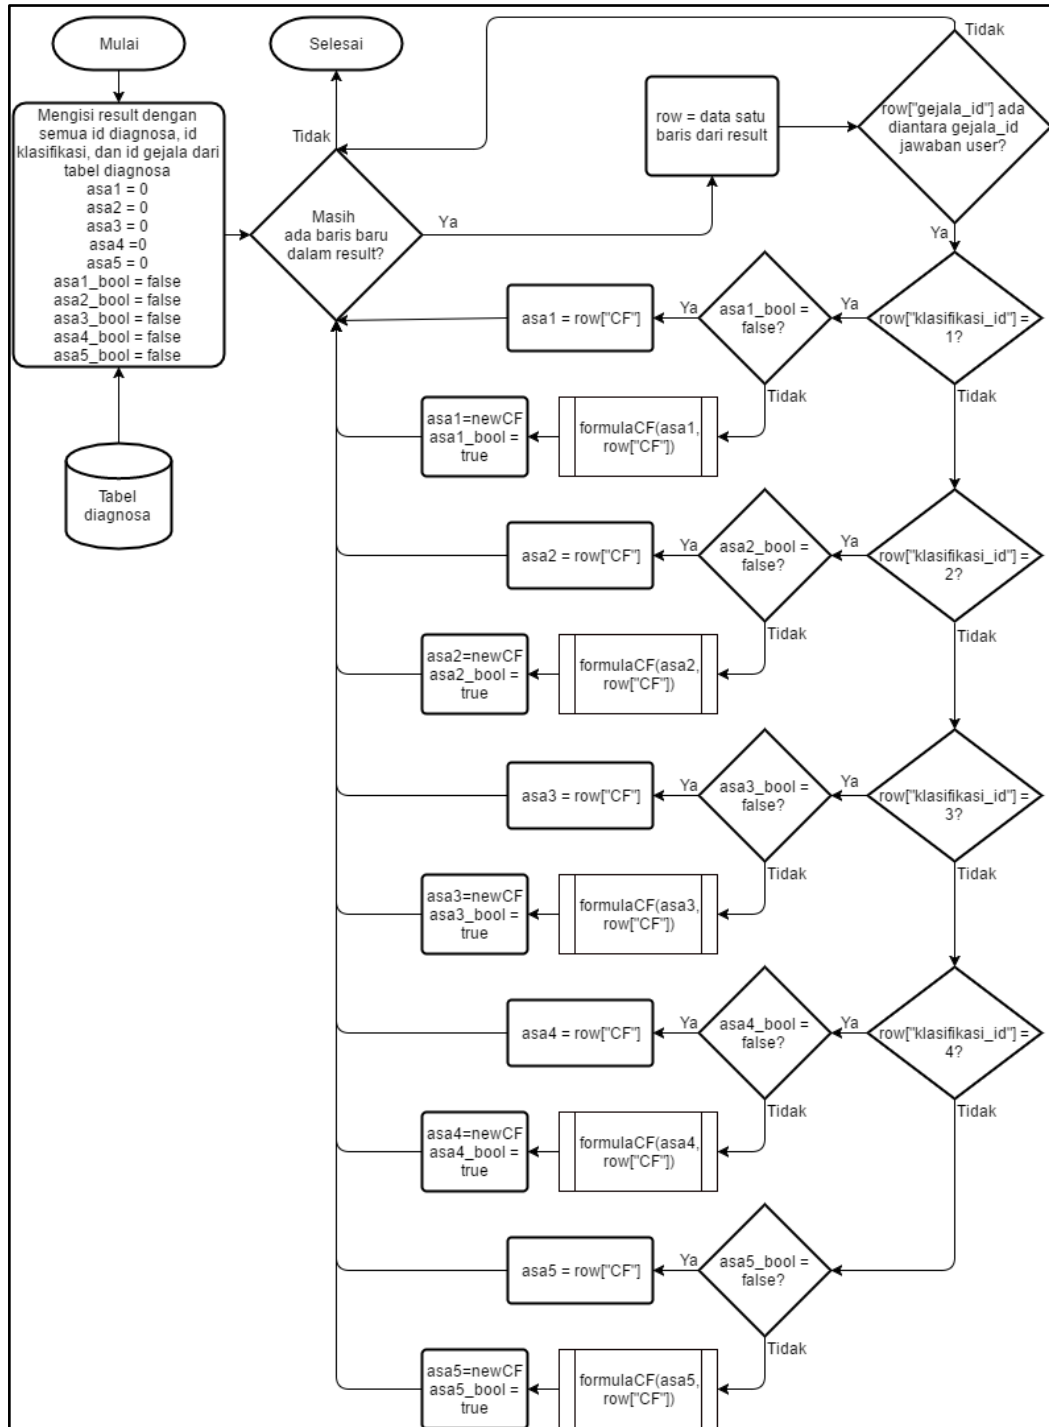 Mulai
Selesai
Mengisi result dengan
semua id diagnosa, id
klasifikasi, dan id gejala dari
tabel diagnosa
asa1 = 0
asa2 = 0
asa3 = 0
asa4 =0
asa5 = 0
asa1_bool = false
asa2_bool = false
asa3_bool = false
asa4_bool = false
asa5_bool = false
Tabel
diagnosa
Tidak
Masih
ada baris baru
dalam result?
Ya
row = data satu
baris dari result
Tidak
row["gejala_id"] ada
diantara gejala_id
jawaban user?
Ya
row["klasifikasi_id"] =
1?
Ya
asa1_bool =
false?
Ya
asa1 = row["CF"]
Tidak
Tidak
formulaCF(asa1,
row["CF"])
asa1=newCF
asa1_bool =
true
row["klasifikasi_id"] =
2?
Ya
asa2_bool =
false?
Ya
asa2 = row["CF"]
Tidak
Tidak
formulaCF(asa2,
row["CF"])
asa2=newCF
asa2_bool =
true
row["klasifikasi_id"] =
3?
Ya
asa3_bool =
false?
Ya
asa3 = row["CF"]
Tidak
Tidak
formulaCF(asa3,
row["CF"])
asa3=newCF
asa3_bool =
true
row["klasifikasi_id"] =
4?
Ya
asa4_bool =
false?
Ya
asa4 = row["CF"]
Tidak
Tidak
formulaCF(asa4,
row["CF"])
asa4=newCF
asa4_bool =
true
asa5_bool =
false?
Ya
asa5 = row["CF"]
Tidak
formulaCF(asa5,
row["CF"])
asa5=newCF
asa5_bool =
true